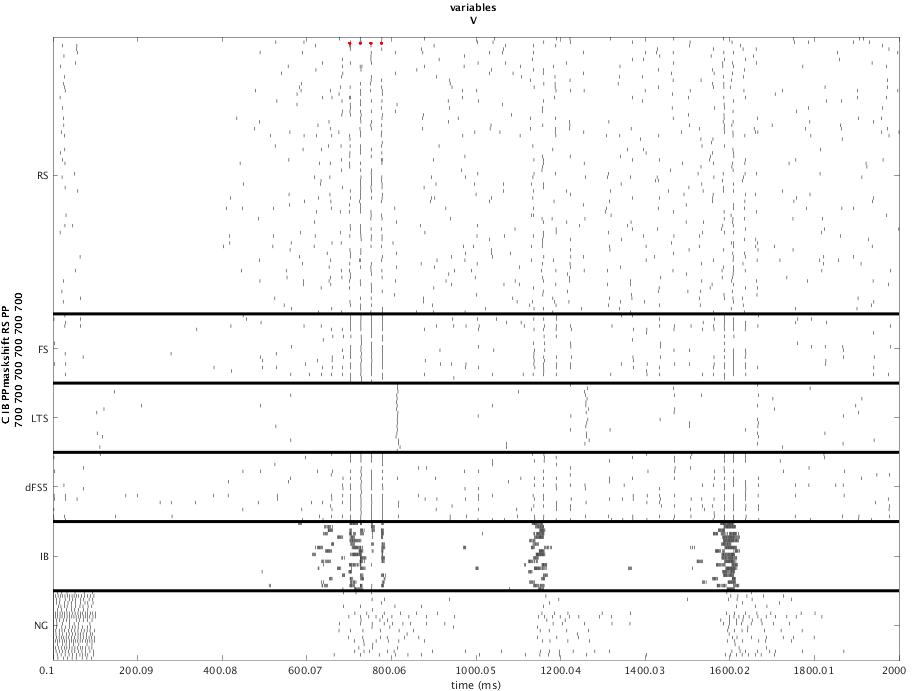 variables
V
C IB PPmaskshift RS PP
700 700 700 700 700 700 700
RS
FS
LTS
dFS5
IB
NG
0.1 200.09 400.08 600.07 800.06 1000.05 1200.04 1400.03 1600.02 1800.01 2000
time (ms)